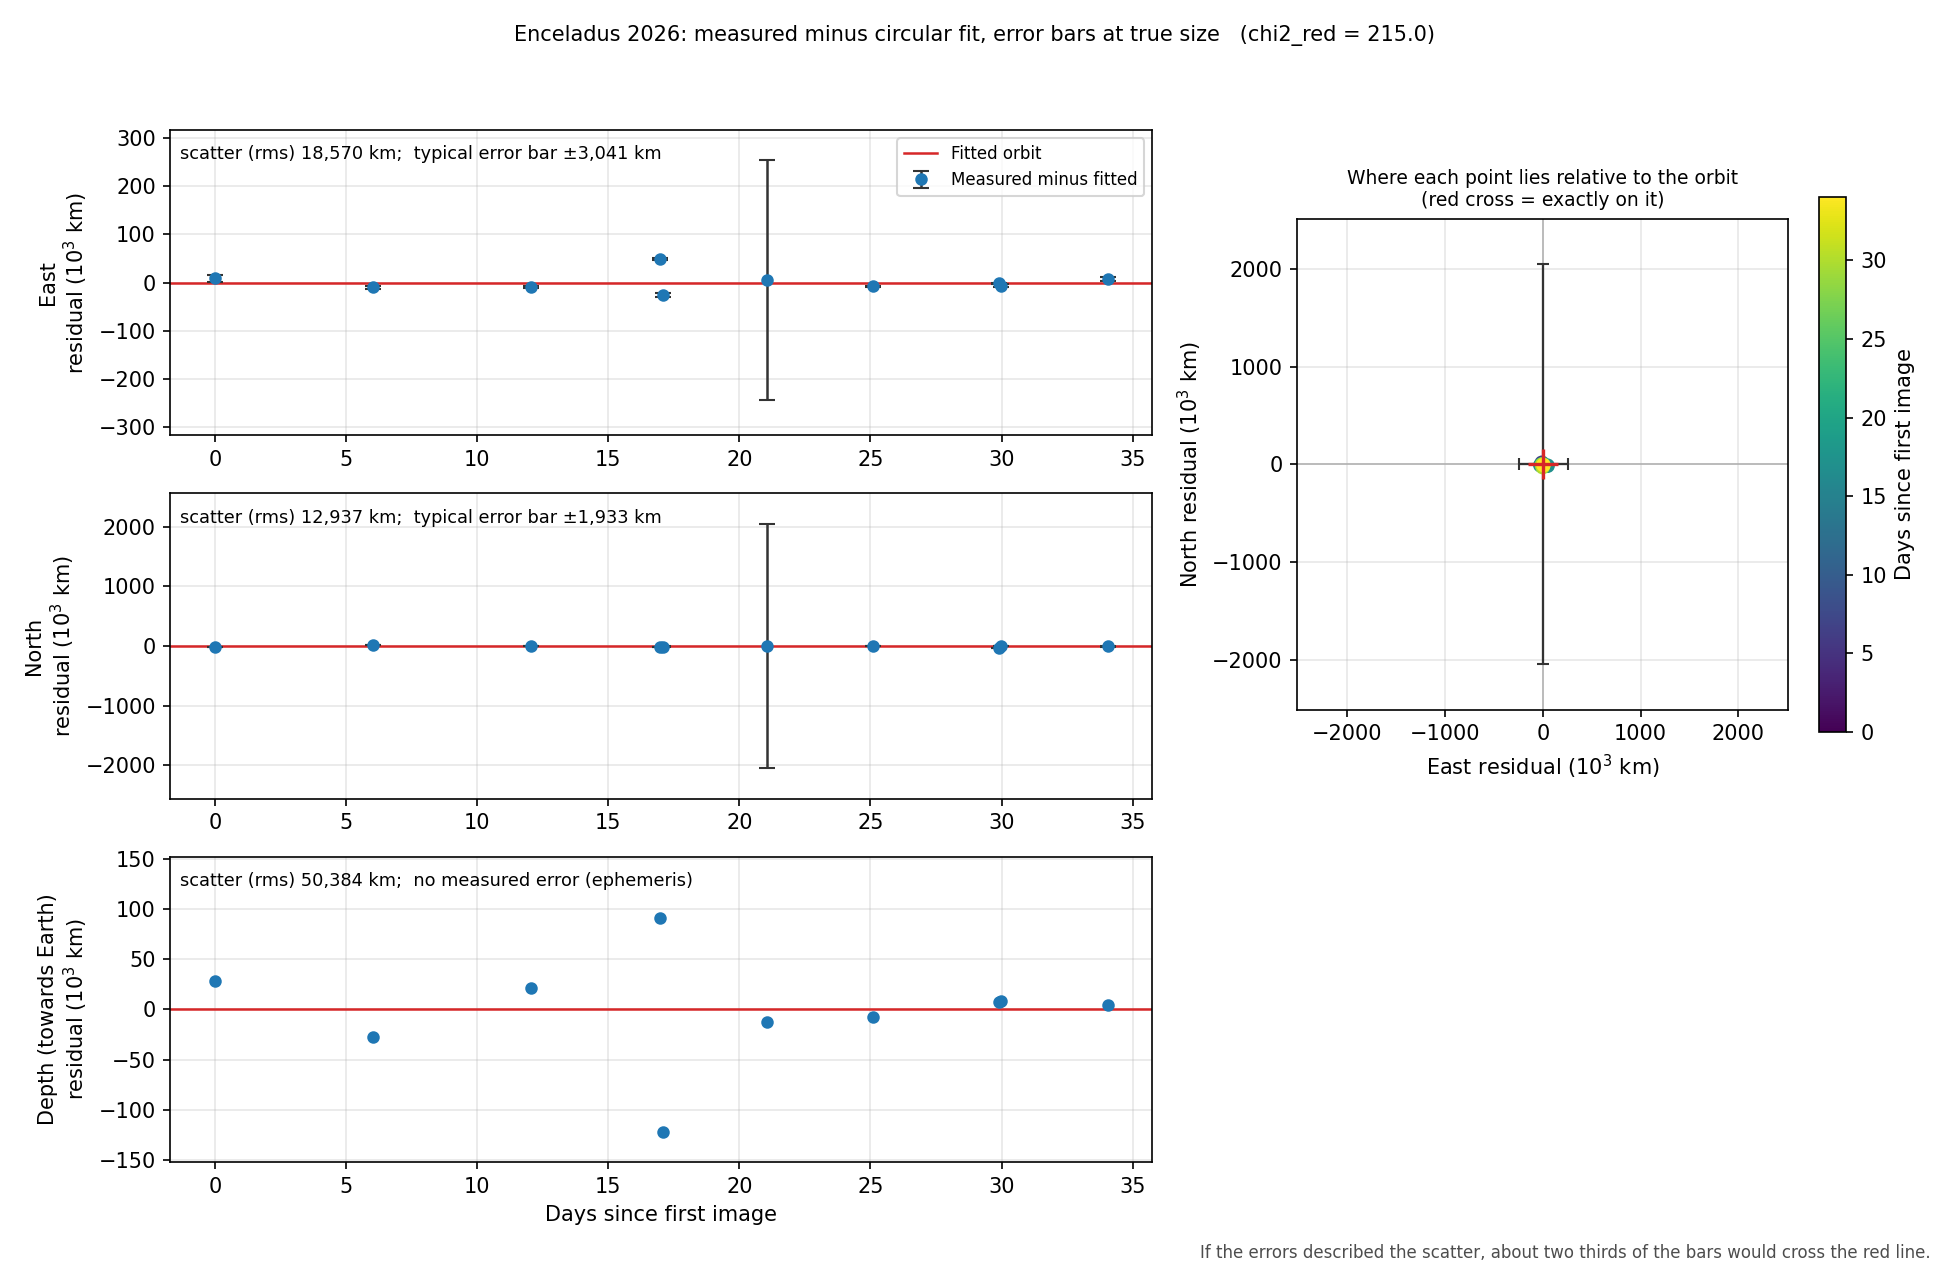 Enceladus 2026: measured minus circular fit, error bars at true size   (chi2_red = 215.0)
East
residual (10³ km)
300
200
100
0
−100
−200
−300
scatter (rms) 18,570 km;  typical error bar ±3,041 km
Fitted orbit
Measured minus fitted
0 5 10 15 20 25 30 35
North
residual (10³ km)
2000
1000
0
−1000
−2000
scatter (rms) 12,937 km;  typical error bar ±1,933 km
0 5 10 15 20 25 30 35
Depth (towards Earth)
residual (10³ km)
150
100
50
0
−50
−100
−150
scatter (rms) 50,384 km;  no measured error (ephemeris)
0 5 10 15 20 25 30 35
Days since first image
Where each point lies relative to the orbit
(red cross = exactly on it)
North residual (10³ km)
2000
1000
0
−1000
−2000
−2000 −1000 0 1000 2000
East residual (10³ km)
30
25
20
15
10
5
0
Days since first image
If the errors described the scatter, about two thirds of the bars would cross the red line.